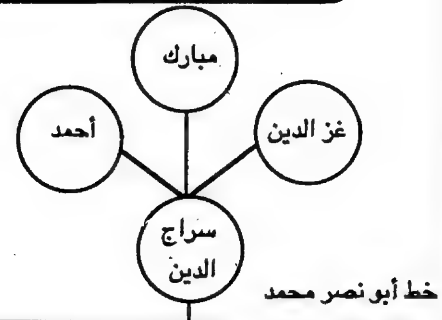 مبارك
غز الدين
أحمد
سراج
الدين
خط أبو نصر محمد